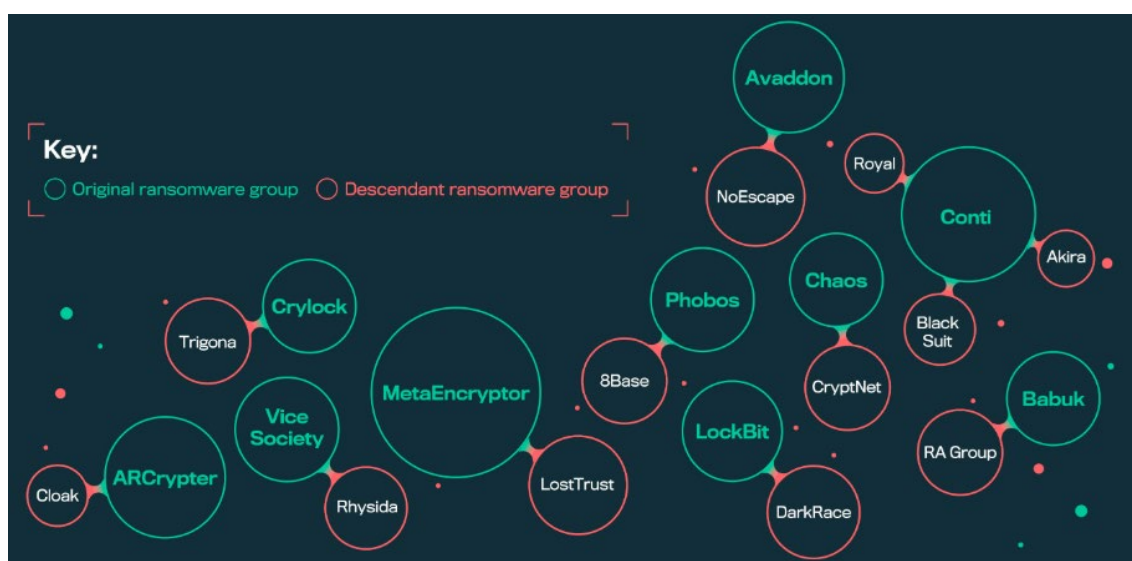 Key:
Original ransomware group
Descendant ransomware group
Avaddon
NoEscape
Royal
Conti
Akira
Black
Suit
Chaos
CryptNet
Phobos
8Base
Crylock
Trigona
MetaEncryptor
LostTrust
Vice
Society
Rhysida
ARCrypter
Cloak
LockBit
DarkRace
Babuk
RA Group